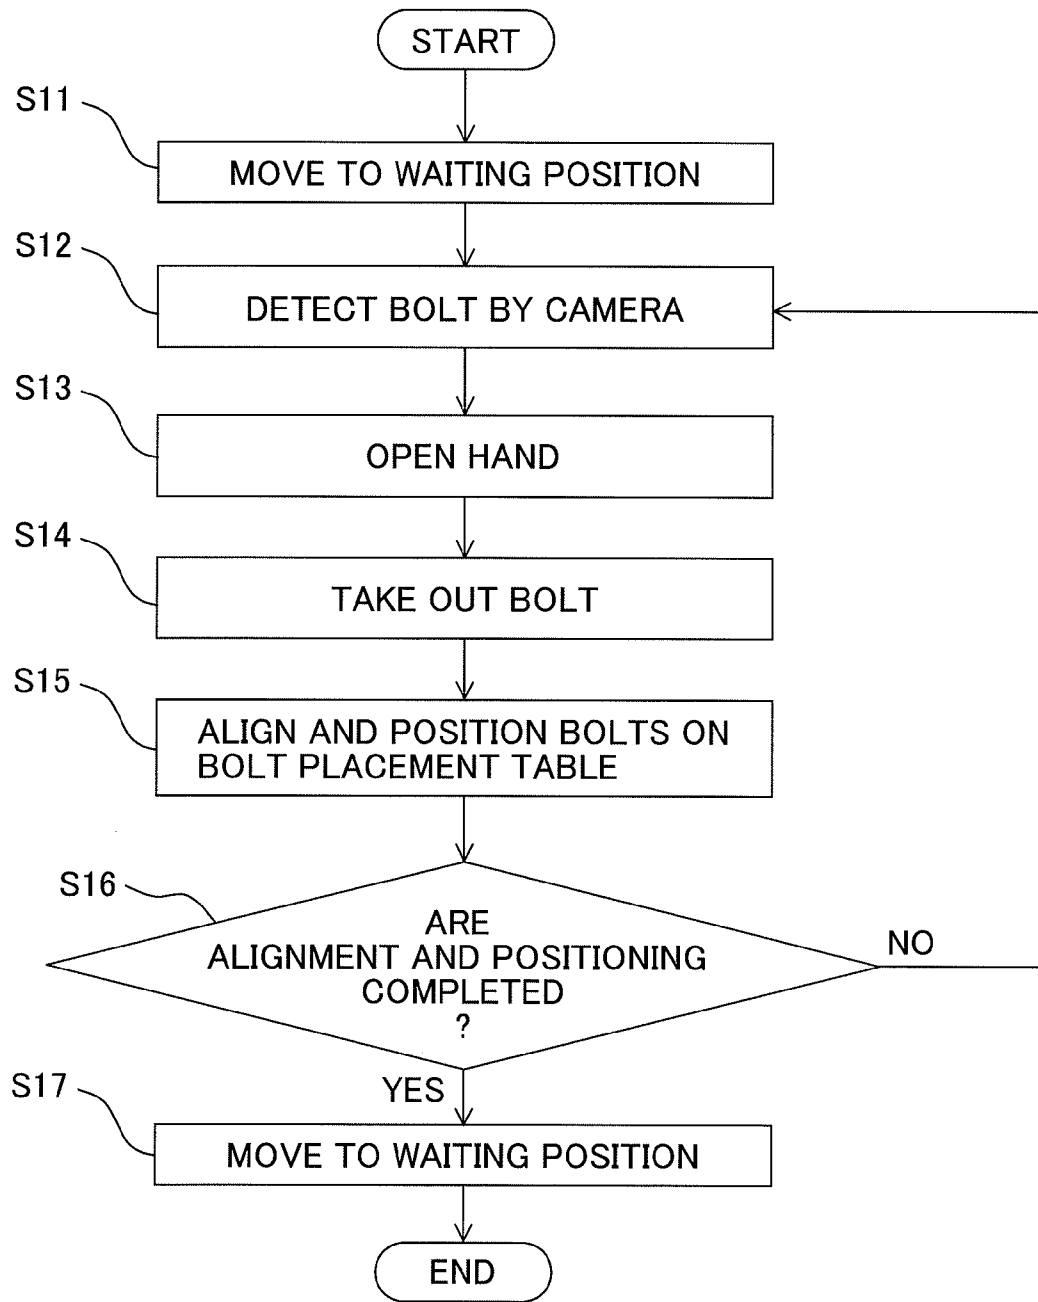 START
S11
MOVE TO WAITING POSITION
S12
DETECT BOLT BY CAMERA
S13
OPEN HAND
S14
TAKE OUT BOLT
S15
ALIGN AND POSITION BOLTS ON
BOLT PLACEMENT TABLE
S16
ARE
ALIGNMENT AND POSITIONING
COMPLETED
?
NO
YES
S17
MOVE TO WAITING POSITION
END